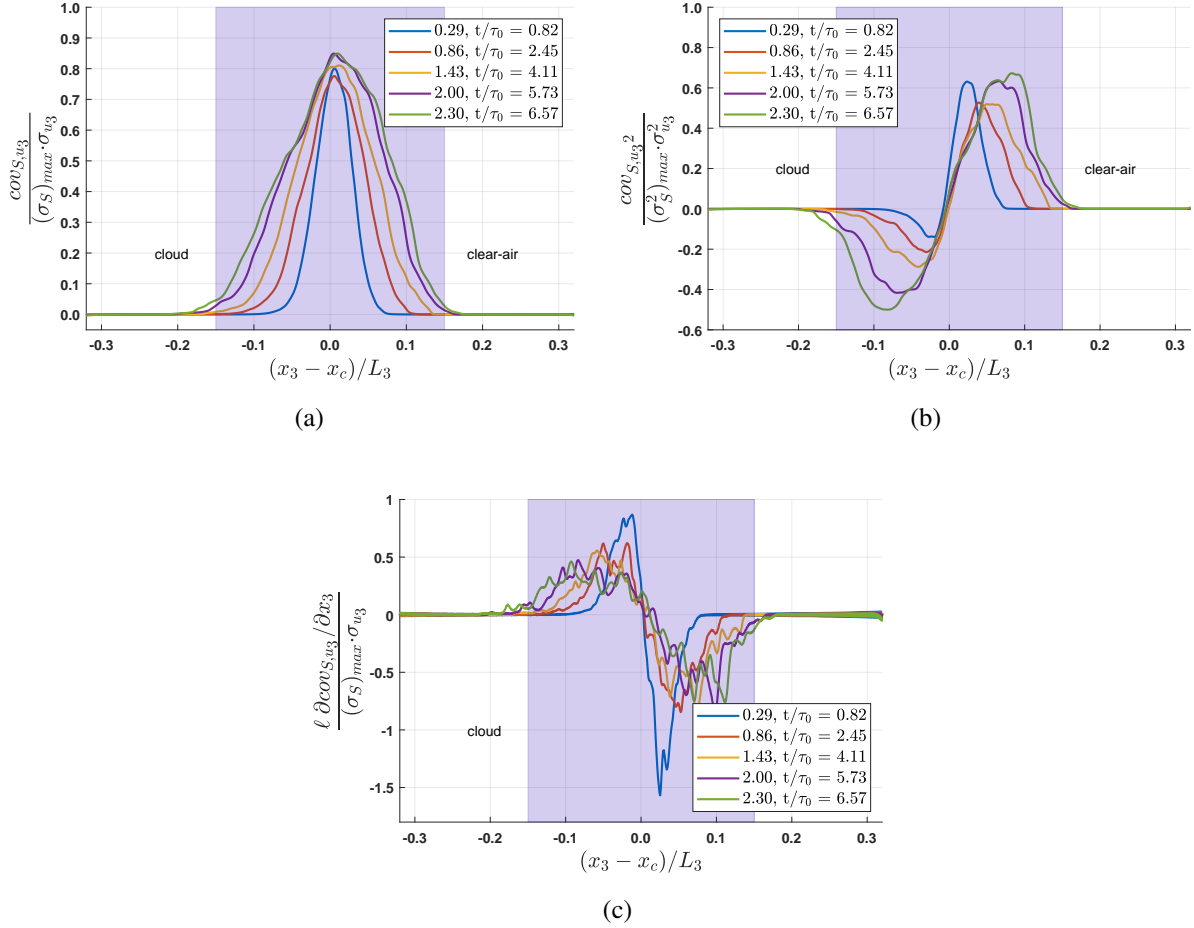 1.0
0.9
0.8
0.7
0.6
0.5
0.4
0.3
0.2
0.1
0.0
cov_{S,u_3}
(σ_S)_{max}·σ_{u_3}
0.29, t/τ_0 = 0.82
0.86, t/τ_0 = 2.45
1.43, t/τ_0 = 4.11
2.00, t/τ_0 = 5.73
2.30, t/τ_0 = 6.57
cloud clear-air
-0.3 -0.2 -0.1 0.0 0.1 0.2 0.3
(x_3 − x_c)/L_3
(a)
1.0
0.8
0.6
0.4
0.2
0.0
-0.2
-0.4
-0.6
cov_{S,u_3^2}
(σ_S^2)_{max}·σ_{u_3}^2
0.29, t/τ_0 = 0.82
0.86, t/τ_0 = 2.45
1.43, t/τ_0 = 4.11
2.00, t/τ_0 = 5.73
2.30, t/τ_0 = 6.57
cloud clear-air
-0.3 -0.2 -0.1 0.0 0.1 0.2 0.3
(x_3 − x_c)/L_3
(b)
1
0.5
0
-0.5
-1
-1.5
ℓ ∂cov_{S,u_3}/∂x_3
(σ_S)_{max}·σ_{u_3}
cloud
0.29, t/τ_0 = 0.82
0.86, t/τ_0 = 2.45
1.43, t/τ_0 = 4.11
2.00, t/τ_0 = 5.73
2.30, t/τ_0 = 6.57
-0.3 -0.2 -0.1 0.0 0.1 0.2 0.3
(x_3 − x_c)/L_3
(c)